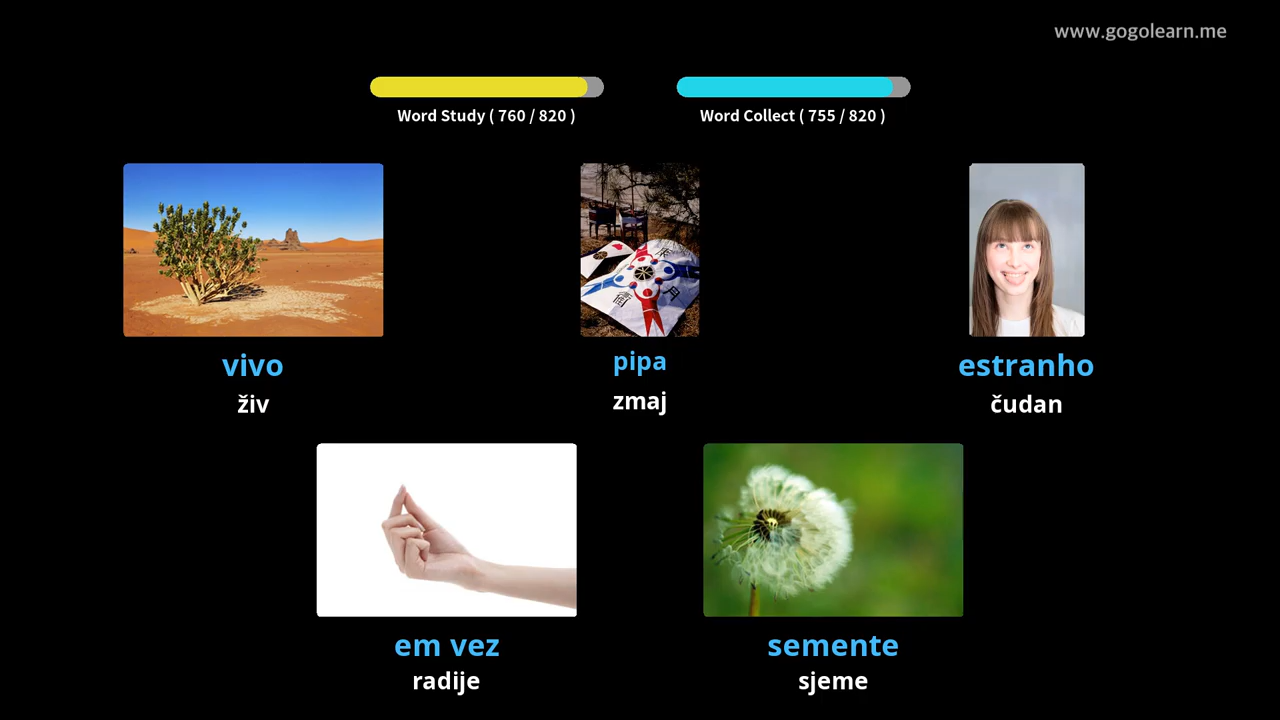 www.gogolearn.me
Word Study ( 760 / 820 )
Word Collect ( 755 / 820 )
vivo
živ
pipa
zmaj
estranho
čudan
em vez
radije
semente
sjeme